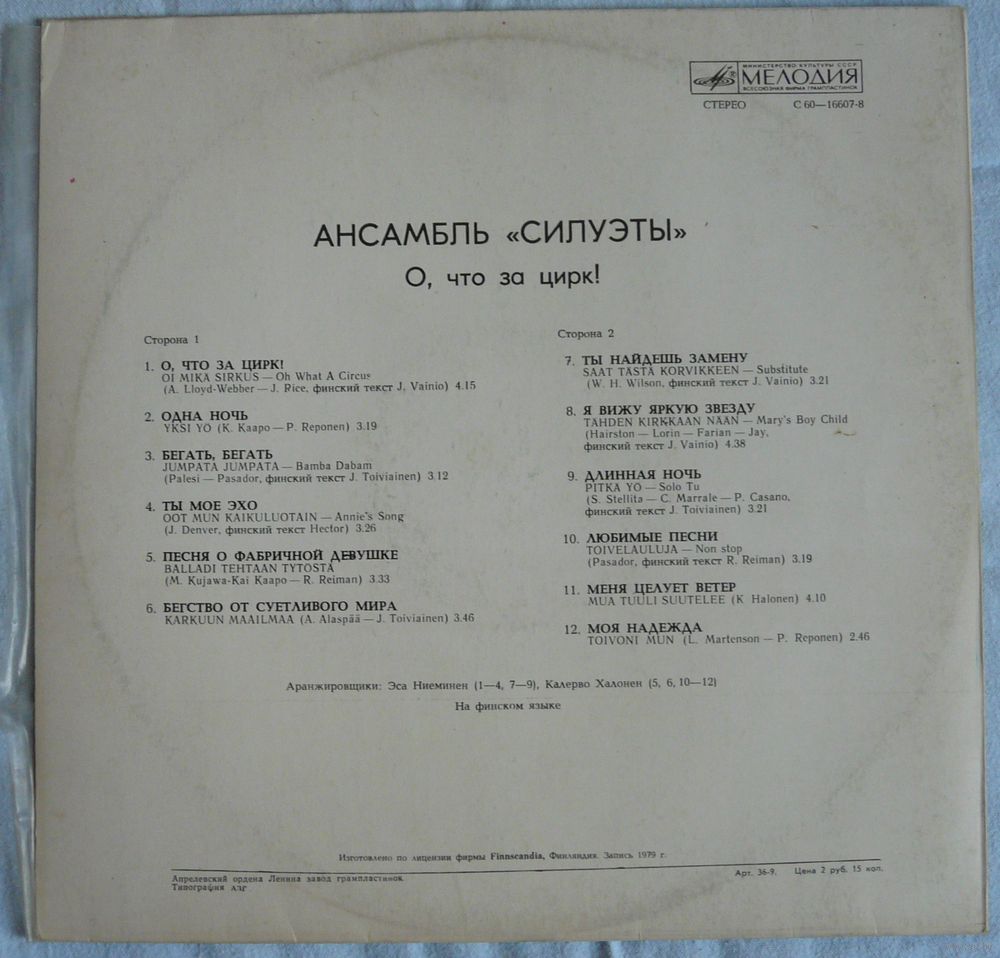 МИНИСТЕРСТВО КУЛЬТУРЫ СССР
МЕЛОДИЯ
ВСЕСОЮЗНАЯ ФИРМА ГРАМПЛАСТИНОК
СТЕРЕО С 60—16607-8
АНСАМБЛЬ «СИЛУЭТЫ»
О, что за цирк!
Сторона 1
1. О, ЧТО ЗА ЦИРК!
OI MIKA SIRKUS — Oh What A Circus
(A. Lloyd-Webber — J. Rice, финский текст J. Vainio) 4.15
2. ОДНА НОЧЬ
YKSI YO (K. Kaapo — P. Reponen) 3.19
3. БЕГАТЬ, БЕГАТЬ
JUMPATA JUMPATA — Bamba Dabam
(Palesi — Pasador, финский текст J. Toiviainen) 3.12
4. ТЫ МОЕ ЭХО
OOT MUN KAIKULUOTAIN — Annie's Song
(J. Denver, финский текст Hector) 3.26
5. ПЕСНЯ О ФАБРИЧНОЙ ДЕВУШКЕ
BALLADI TEHTAAN TYTOSTA
(M. Kujawa-Kai Kaapo — R. Reiman) 3.33
6. БЕГСТВО ОТ СУЕТЛИВОГО МИРА
KARKUUN MAAILMAA (A. Alaspää — J. Toiviainen) 3.46
Сторона 2
7. ТЫ НАЙДЕШЬ ЗАМЕНУ
SAAT TASTA KORVIKKEEN — Substitute
(W. H. Wilson, финский текст J. Vainio) 3.21
8. Я ВИЖУ ЯРКУЮ ЗВЕЗДУ
TAHDEN KIRKKAAN NAAN — Mary's Boy Child
(Hairston — Lorin — Farian — Jay,
финский текст J. Vainio) 4.38
9. ДЛИННАЯ НОЧЬ
PITKA YO — Solo Tu
(S. Stellita — C. Marrale — P. Casano,
финский текст J. Toiviainen) 3.21
10. ЛЮБИМЫЕ ПЕСНИ
TOIVELAULUJA — Non stop
(Pasador, финский текст R. Reiman) 3.19
11. МЕНЯ ЦЕЛУЕТ ВЕТЕР
MUA TUULI SUUTELEE (K Halonen) 4.10
12. МОЯ НАДЕЖДА
TOIVONI MUN (L. Martenson — P. Reponen) 2.46
Аранжировщики: Эса Ниеминен (1—4, 7—9), Калерво Халонен (5, 6, 10—12)
На финском языке
Изготовлено по лицензии фирмы Finnscandia, Финляндия. Запись 1979 г.
Апрелевский ордена Ленина завод грампластинок
Типография АЗГ
Арт. 36-9. Цена 2 руб. 15 коп.